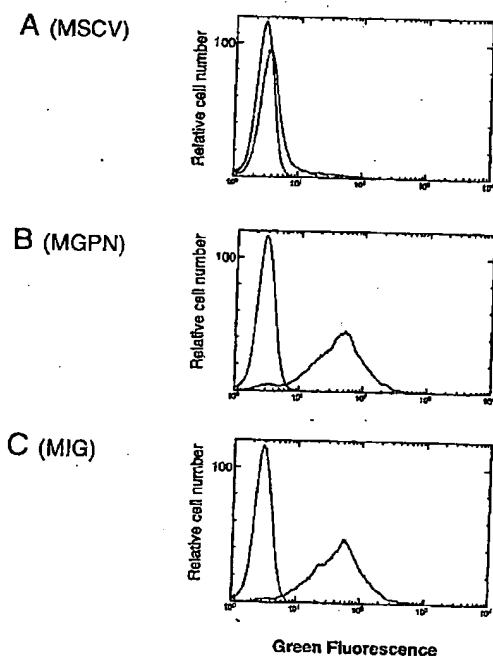 A (MSCV)
Relative cell number
100
B (MGPN)
Relative cell number
100
C (MIG)
Relative cell number
100
Green Fluorescence